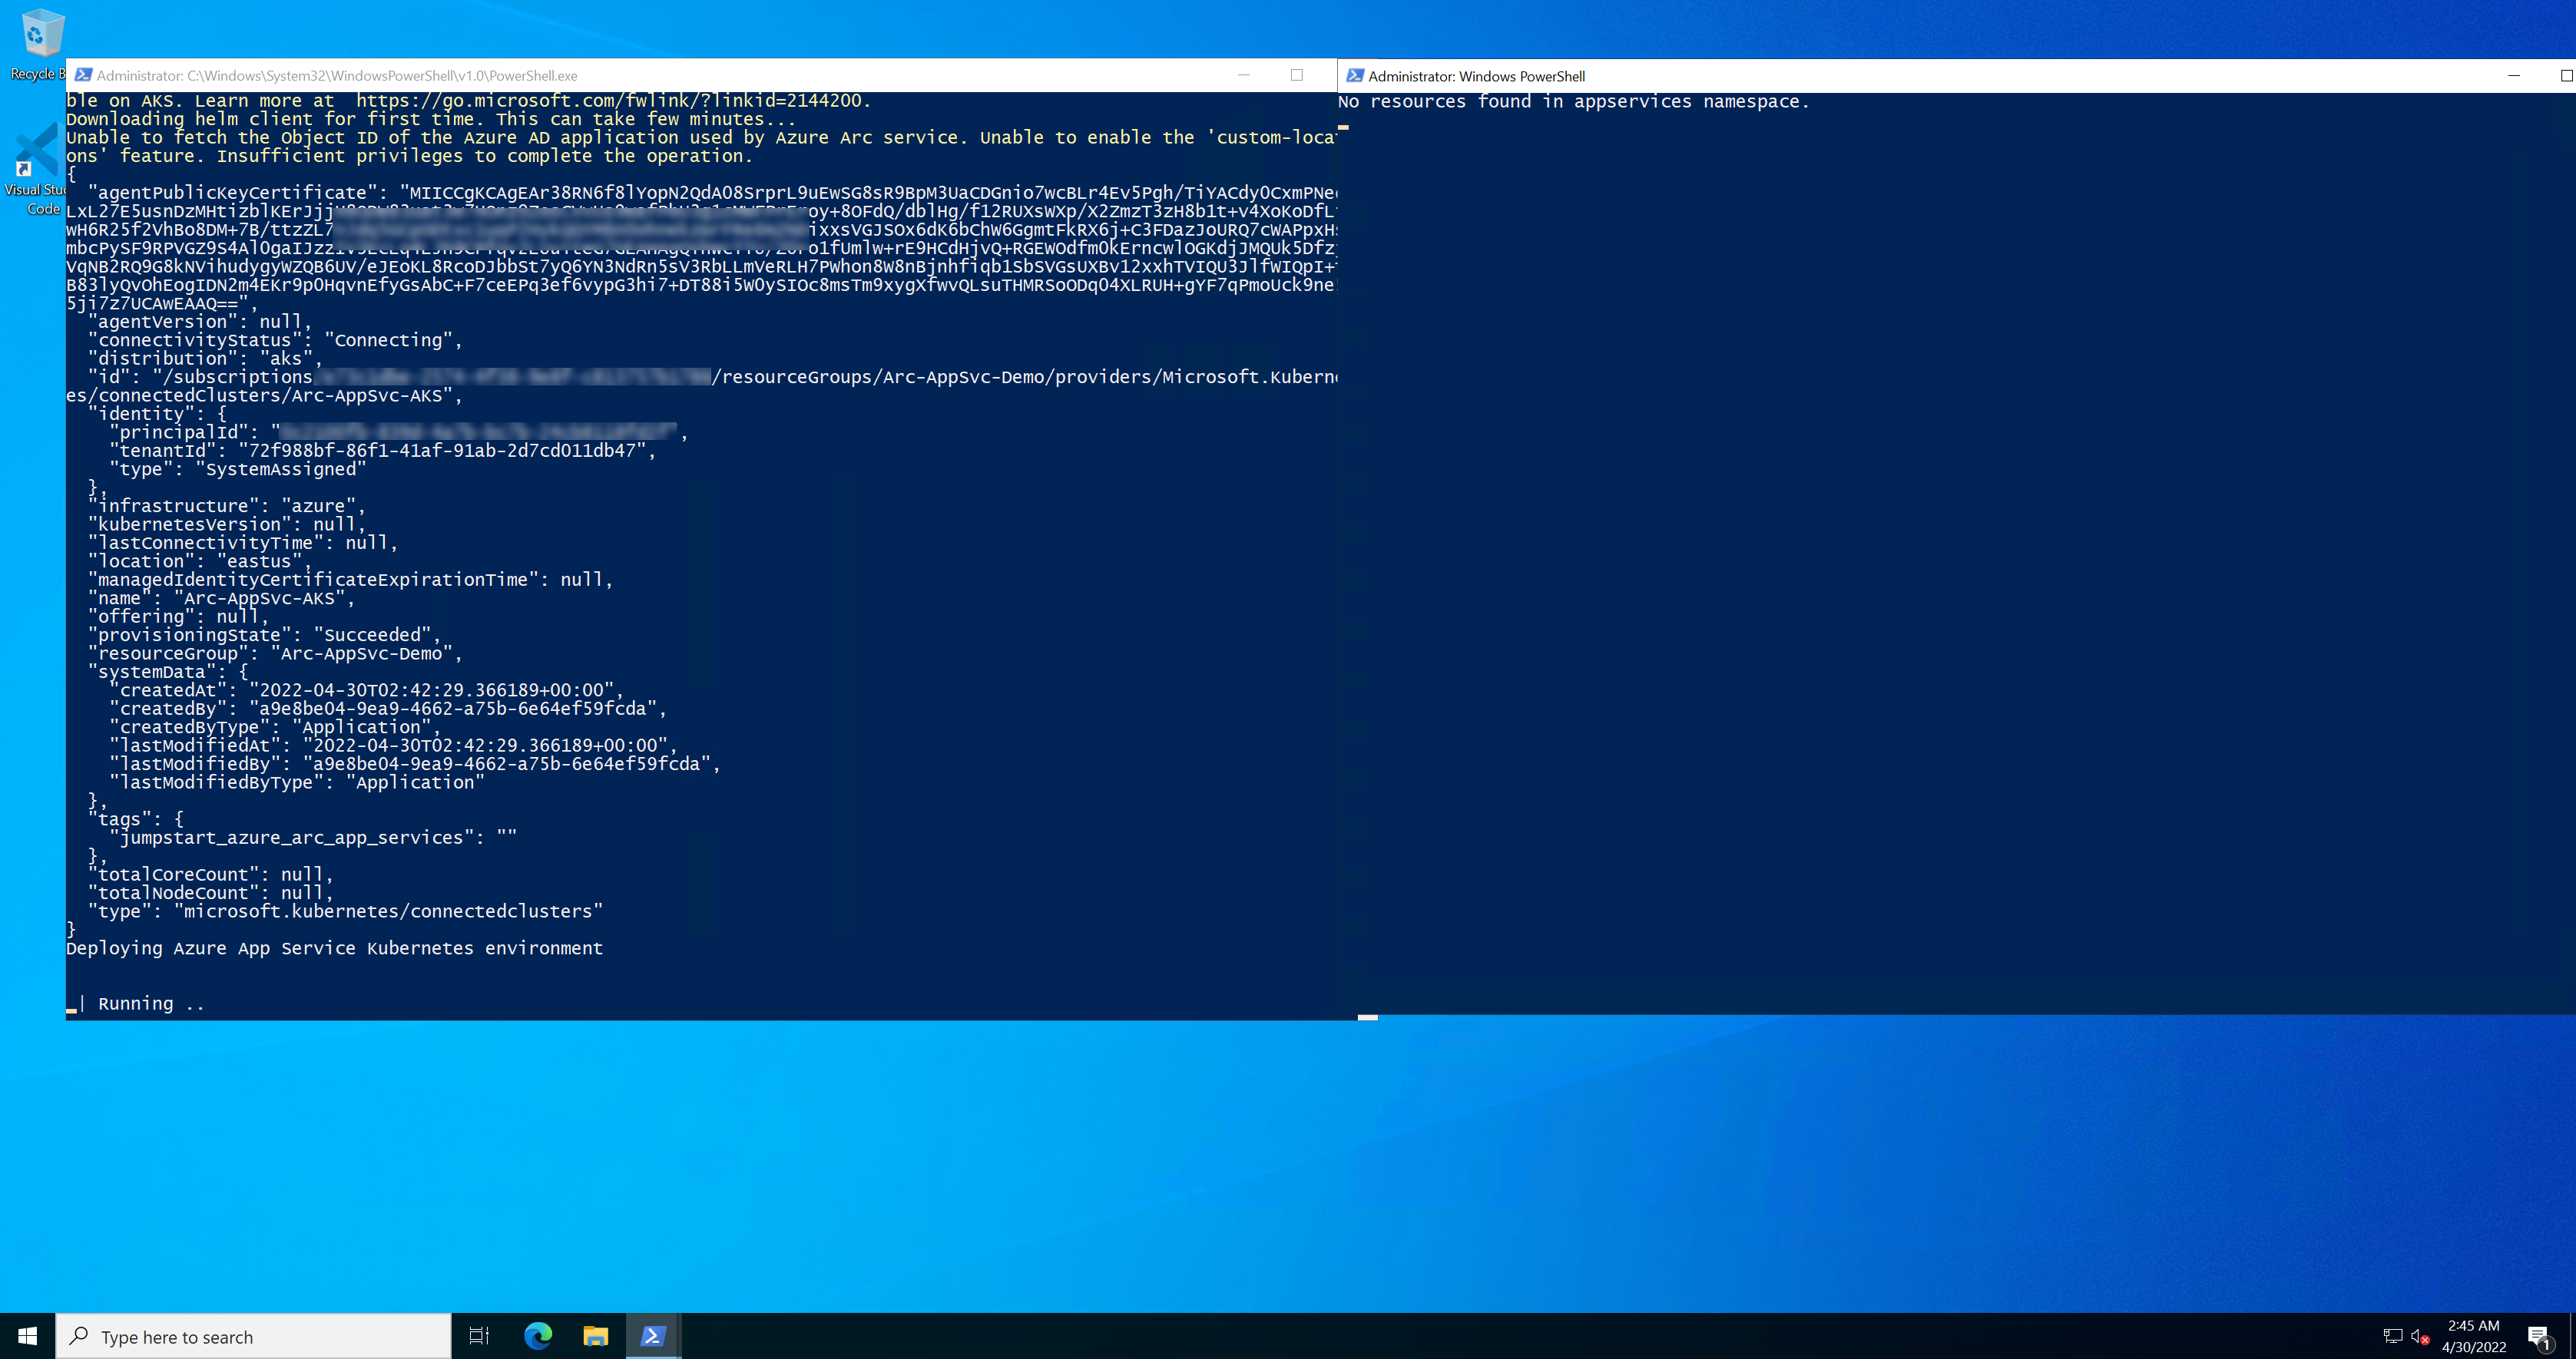 Recycle B
Visual Stu
Code
Administrator: C:\Windows\System32\WindowsPowerShell\v1.0\PowerShell.exe
ble on AKS. Learn more at  https://go.microsoft.com/fwlink/?linkid=2144200.
Downloading helm client for first time. This can take few minutes...
Unable to fetch the Object ID of the Azure AD application used by Azure Arc service. Unable to enable the 'custom-locat
ons' feature. Insufficient privileges to complete the operation.
{
"agentPublicKeyCertificate": "MIICCgKCAgEAr38RN6f8lYopN2QdAO8SrprL9uEwSG8sR9BpM3UaCDGnio7wcBLr4Ev5Pgh/TiYACdyOCxmPNe
LxL27E5usnDzMHtizblKErJjj oy+8OFdQ/dblHg/f12RUXsWXp/X2ZmzT3zH8b1t+v4XoKoDfL
wH6R25f2VhBo8DM+7B/ttzZL7 ixxsVGJSOx6dK6bChW6GgmtFkRX6j+C3FDazJoURQ7cWAPpxH
mbcPySF9RPVGZ9S4AlOgaIJzz o1fUmlw+rE9HCdHjvQ+RGEWOdfm0kErncwlOGKdjJMQUk5Dfz
VqNB2RQ9G8kNVihudygyWZQB6UV/eJEoKL8RcoDJbbSt7yQ6YN3NdRn5sV3RbLLmVeRLH7PWhon8W8nBjnhfiqb1SbSVGsUXBv12xxhTVIQU3JlfWIQpI+
B83lyQvOhEogIDN2m4EKr9pOHqvnEfyGsAbC+F7ceEPq3ef6vypG3hi7+DT88i5WOySIOc8msTm9xygXfwvQLsuTHMRSoODqO4XLRUH+gYF7qPmoUck9ne
5ji7z7UCAwEAAQ==",
"agentVersion": null,
"connectivityStatus": "Connecting",
"distribution": "aks",
"id": "/subscriptions /resourceGroups/Arc-AppSvc-Demo/providers/Microsoft.Kuberne
es/connectedClusters/Arc-AppSvc-AKS",
"identity": {
"principalId": " ",
"tenantId": "72f988bf-86f1-41af-91ab-2d7cd011db47",
"type": "SystemAssigned"
},
"infrastructure": "azure",
"kubernetesVersion": null,
"lastConnectivityTime": null,
"location": "eastus",
"managedIdentityCertificateExpirationTime": null,
"name": "Arc-AppSvc-AKS",
"offering": null,
"provisioningState": "Succeeded",
"resourceGroup": "Arc-AppSvc-Demo",
"systemData": {
"createdAt": "2022-04-30T02:42:29.366189+00:00",
"createdBy": "a9e8be04-9ea9-4662-a75b-6e64ef59fcda",
"createdByType": "Application",
"lastModifiedAt": "2022-04-30T02:42:29.366189+00:00",
"lastModifiedBy": "a9e8be04-9ea9-4662-a75b-6e64ef59fcda",
"lastModifiedByType": "Application"
},
"tags": {
"jumpstart_azure_arc_app_services": ""
},
"totalCoreCount": null,
"totalNodeCount": null,
"type": "microsoft.kubernetes/connectedclusters"
}
Deploying Azure App Service Kubernetes environment
| Running ..
Administrator: Windows PowerShell
No resources found in appservices namespace.
Type here to search
2:45 AM
4/30/2022
1